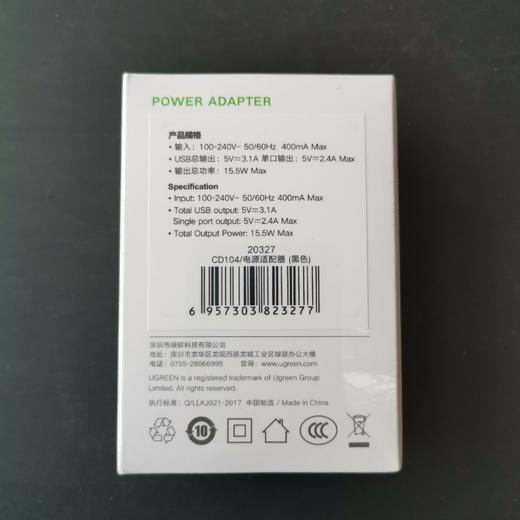 POWER ADAPTER
产品规格
• 输入：100-240V~ 50/60Hz 400mA Max
• USB总输出：5V⎓3.1A 单口输出：5V⎓2.4A Max
• 输出总功率：15.5W Max
Specification
• Input: 100-240V~ 50/60Hz 400mA Max
• Total USB output: 5V⎓3.1A
Single port output: 5V⎓2.4A Max
• Total Output Power: 15.5W Max
20327
CD104/电源适配器 (黑色)
6 957303 823277
深圳市绿联科技有限公司
地址：深圳市龙华区龙观西路龙城工业区绿联办公大楼
电话：0755-28066995 官网：www.ugreen.com
UGREEN is a registered trademark of Ugreen Group
Limited. All Rights Reserved.
执行标准：Q/LLKJ021-2017 中国制造 / Made in China
10
CCC